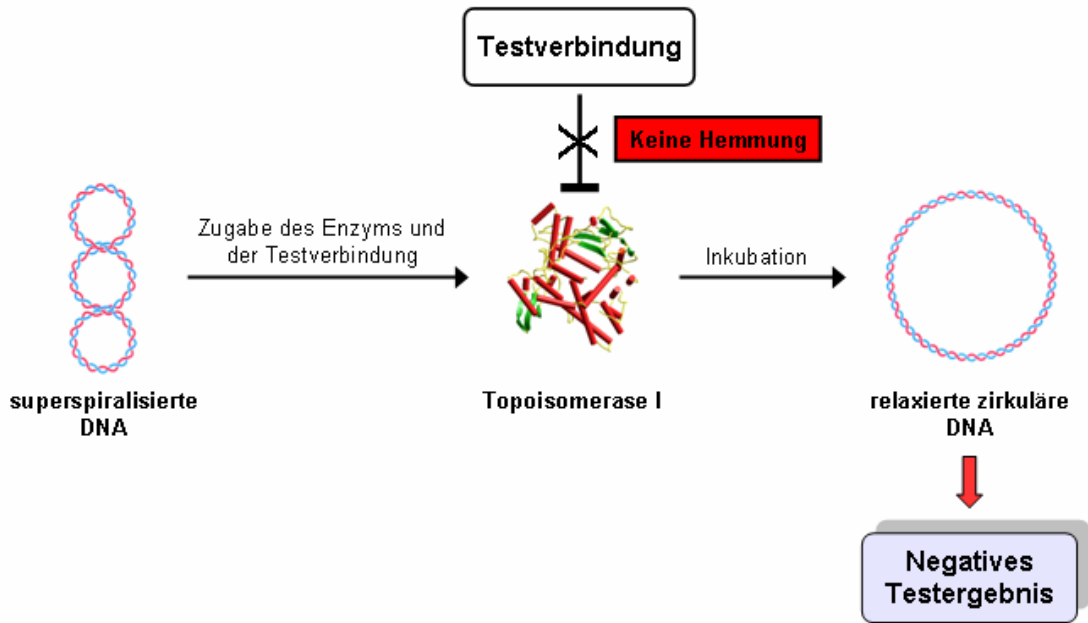 Testverbindung
Keine Hemmung
Zugabe des Enzyms und
der Testverbindung
Inkubation
superspiralisierte
DNA
Topoisomerase I
relaxierte zirkuläre
DNA
Negatives
Testergebnis